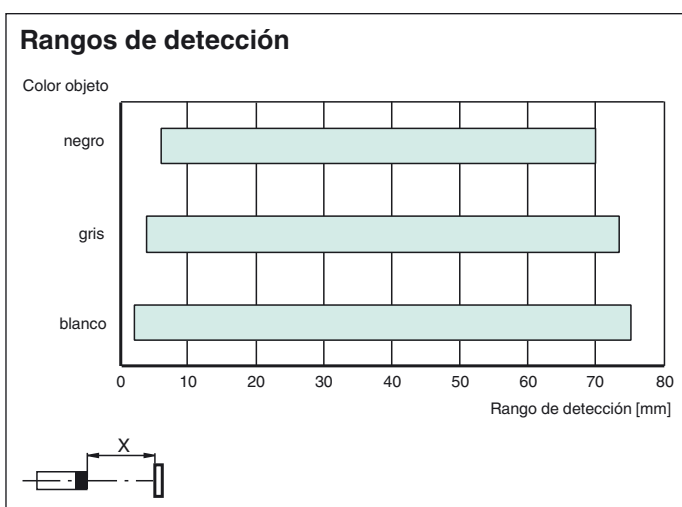 Rangos de detección
Color objeto
negro
gris
blanco
0 10 20 30 40 50 60 70 80
Rango de detección [mm]
X